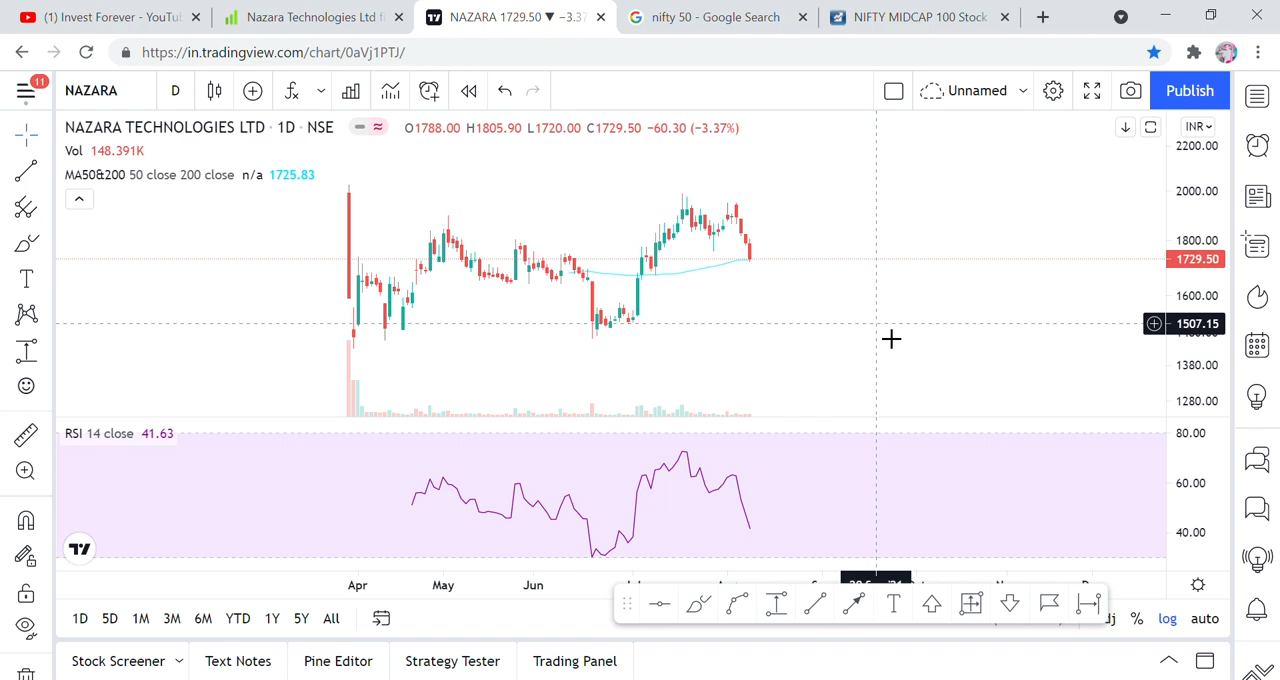 (1) Invest Forever - YouTu
Nazara Technologies Ltd fi
NAZARA 1729.50 ▼ −3.37
nifty 50 - Google Search
NIFTY MIDCAP 100 Stock
https://in.tradingview.com/chart/0aVj1PTJ/
11
NAZARA
D
Unnamed
Publish
NAZARA TECHNOLOGIES LTD · 1D · NSE
O1788.00 H1805.90 L1720.00 C1729.50 −60.30 (−3.37%)
INR
Vol 148.391K
MA50&200 50 close 200 close n/a 1725.83
2200.00
2000.00
1800.00
1729.50
1600.00
1507.15
1380.00
1280.00
RSI 14 close 41.63
80.00
60.00
40.00
Apr
May
Jun
1D
5D
1M
3M
6M
YTD
1Y
5Y
All
T
%
log
auto
Stock Screener
Text Notes
Pine Editor
Strategy Tester
Trading Panel